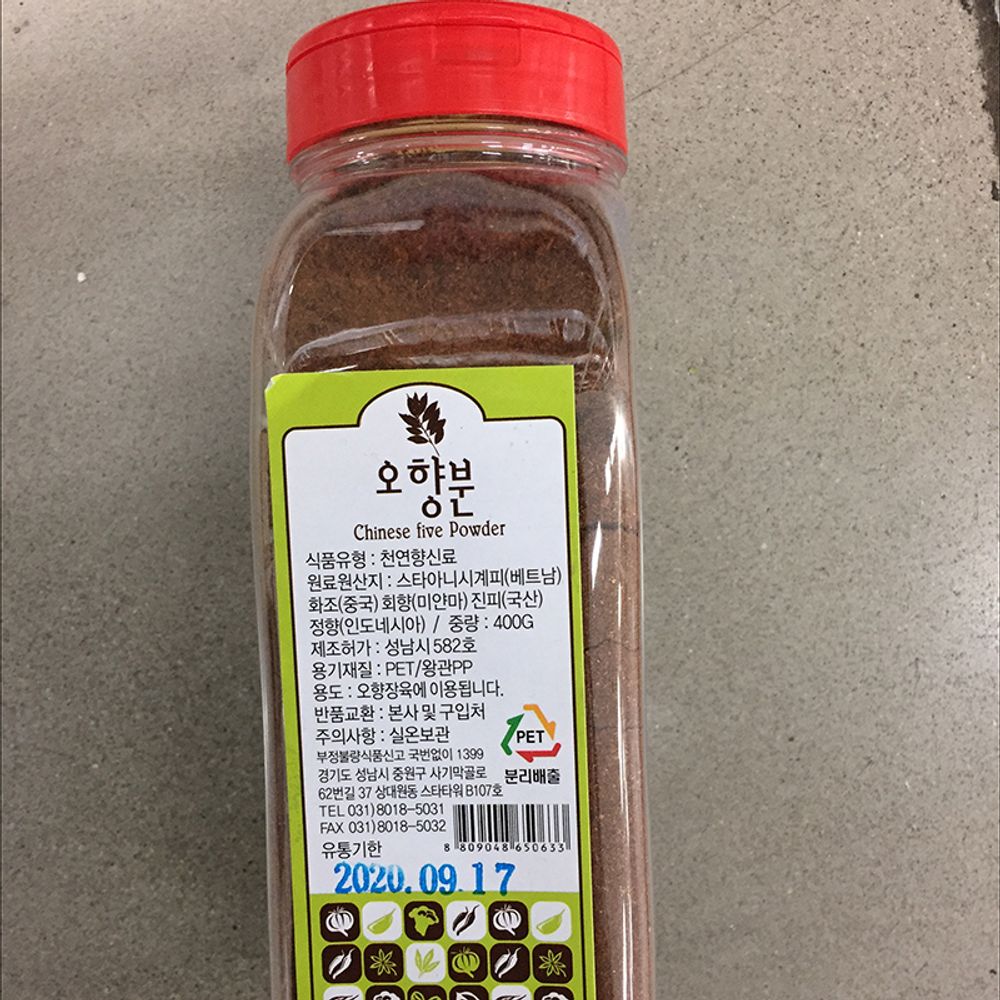 오향분
Chinese five Powder
식품유형 : 천연향신료
원료원산지 : 스타아니시계피(베트남)
화조(중국) 회향(미얀마) 진피(국산)
정향(인도네시아) / 중량 : 400G
제조허가 : 성남시 582호
용기재질 : PET/왕관PP
용도 : 오향장육에 이용됩니다.
반품교환 : 본사 및 구입처
주의사항 : 실온보관
PET
분리배출
부정불량식품신고 국번없이 1399
경기도 성남시 중원구 사기막골로
62번길 37 상대원동 스타타워 B107호
TEL 031)8018-5031
FAX 031)8018-5032
8 809048 650633
유통기한
2020.09.17